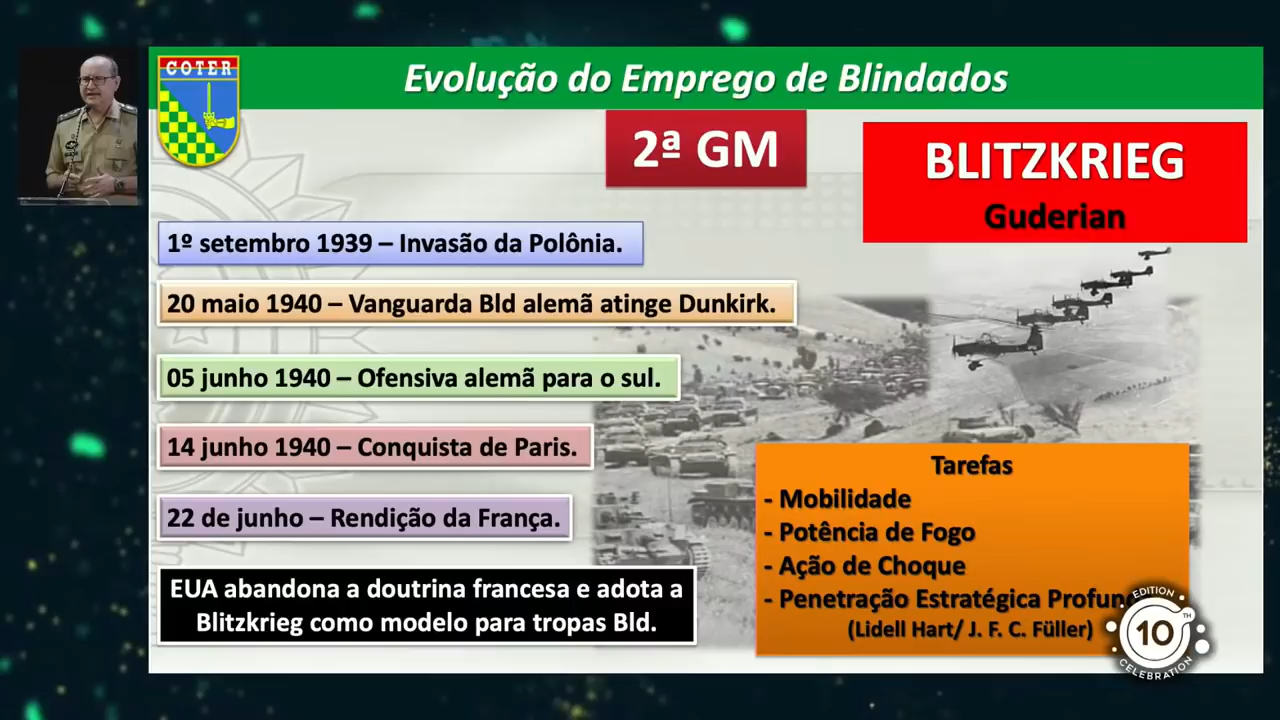 COTER
Evolução do Emprego de Blindados
2ª GM
BLITZKRIEG
Guderian
1º setembro 1939 – Invasão da Polônia.
20 maio 1940 – Vanguarda Bld alemã atinge Dunkirk.
05 junho 1940 – Ofensiva alemã para o sul.
14 junho 1940 – Conquista de Paris.
22 de junho – Rendição da França.
EUA abandona a doutrina francesa e adota a
Blitzkrieg como modelo para tropas Bld.
Tarefas
- Mobilidade
- Potência de Fogo
- Ação de Choque
- Penetração Estratégica
(Lidell Hart/ J. F. C. Füller)
EDITION
10TH
CELEBRATION